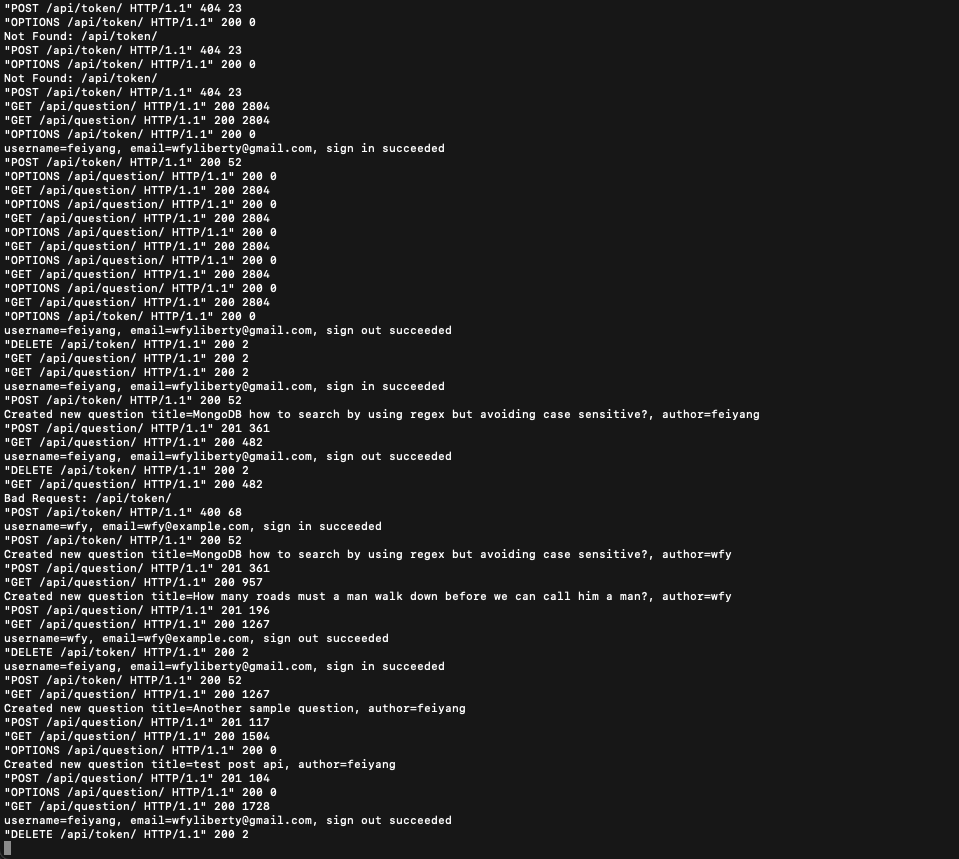 "POST /api/token/ HTTP/1.1" 404 23
"OPTIONS /api/token/ HTTP/1.1" 200 0
Not Found: /api/token/
"POST /api/token/ HTTP/1.1" 404 23
"OPTIONS /api/token/ HTTP/1.1" 200 0
Not Found: /api/token/
"POST /api/token/ HTTP/1.1" 404 23
"GET /api/question/ HTTP/1.1" 200 2804
"GET /api/question/ HTTP/1.1" 200 2804
"OPTIONS /api/token/ HTTP/1.1" 200 0
username=feiyang, email=wfyliberty@gmail.com, sign in succeeded
"POST /api/token/ HTTP/1.1" 200 52
"OPTIONS /api/question/ HTTP/1.1" 200 0
"GET /api/question/ HTTP/1.1" 200 2804
"OPTIONS /api/question/ HTTP/1.1" 200 0
"GET /api/question/ HTTP/1.1" 200 2804
"OPTIONS /api/question/ HTTP/1.1" 200 0
"GET /api/question/ HTTP/1.1" 200 2804
"OPTIONS /api/question/ HTTP/1.1" 200 0
"GET /api/question/ HTTP/1.1" 200 2804
"OPTIONS /api/question/ HTTP/1.1" 200 0
"GET /api/question/ HTTP/1.1" 200 2804
"OPTIONS /api/token/ HTTP/1.1" 200 0
username=feiyang, email=wfyliberty@gmail.com, sign out succeeded
"DELETE /api/token/ HTTP/1.1" 200 2
"GET /api/question/ HTTP/1.1" 200 2
"GET /api/question/ HTTP/1.1" 200 2
username=feiyang, email=wfyliberty@gmail.com, sign in succeeded
"POST /api/token/ HTTP/1.1" 200 52
Created new question title=MongoDB how to search by using regex but avoiding case sensitive?, author=feiyang
"POST /api/question/ HTTP/1.1" 201 361
"GET /api/question/ HTTP/1.1" 200 482
username=feiyang, email=wfyliberty@gmail.com, sign out succeeded
"DELETE /api/token/ HTTP/1.1" 200 2
"GET /api/question/ HTTP/1.1" 200 482
Bad Request: /api/token/
"POST /api/token/ HTTP/1.1" 400 68
username=wfy, email=wfy@example.com, sign in succeeded
"POST /api/token/ HTTP/1.1" 200 52
Created new question title=MongoDB how to search by using regex but avoiding case sensitive?, author=wfy
"POST /api/question/ HTTP/1.1" 201 361
"GET /api/question/ HTTP/1.1" 200 957
Created new question title=How many roads must a man walk down before we can call him a man?, author=wfy
"POST /api/question/ HTTP/1.1" 201 196
"GET /api/question/ HTTP/1.1" 200 1267
username=wfy, email=wfy@example.com, sign out succeeded
"DELETE /api/token/ HTTP/1.1" 200 2
username=feiyang, email=wfyliberty@gmail.com, sign in succeeded
"POST /api/token/ HTTP/1.1" 200 52
"GET /api/question/ HTTP/1.1" 200 1267
Created new question title=Another sample question, author=feiyang
"POST /api/question/ HTTP/1.1" 201 117
"GET /api/question/ HTTP/1.1" 200 1504
"OPTIONS /api/question/ HTTP/1.1" 200 0
Created new question title=test post api, author=feiyang
"POST /api/question/ HTTP/1.1" 201 104
"OPTIONS /api/question/ HTTP/1.1" 200 0
"GET /api/question/ HTTP/1.1" 200 1728
username=feiyang, email=wfyliberty@gmail.com, sign out succeeded
"DELETE /api/token/ HTTP/1.1" 200 2